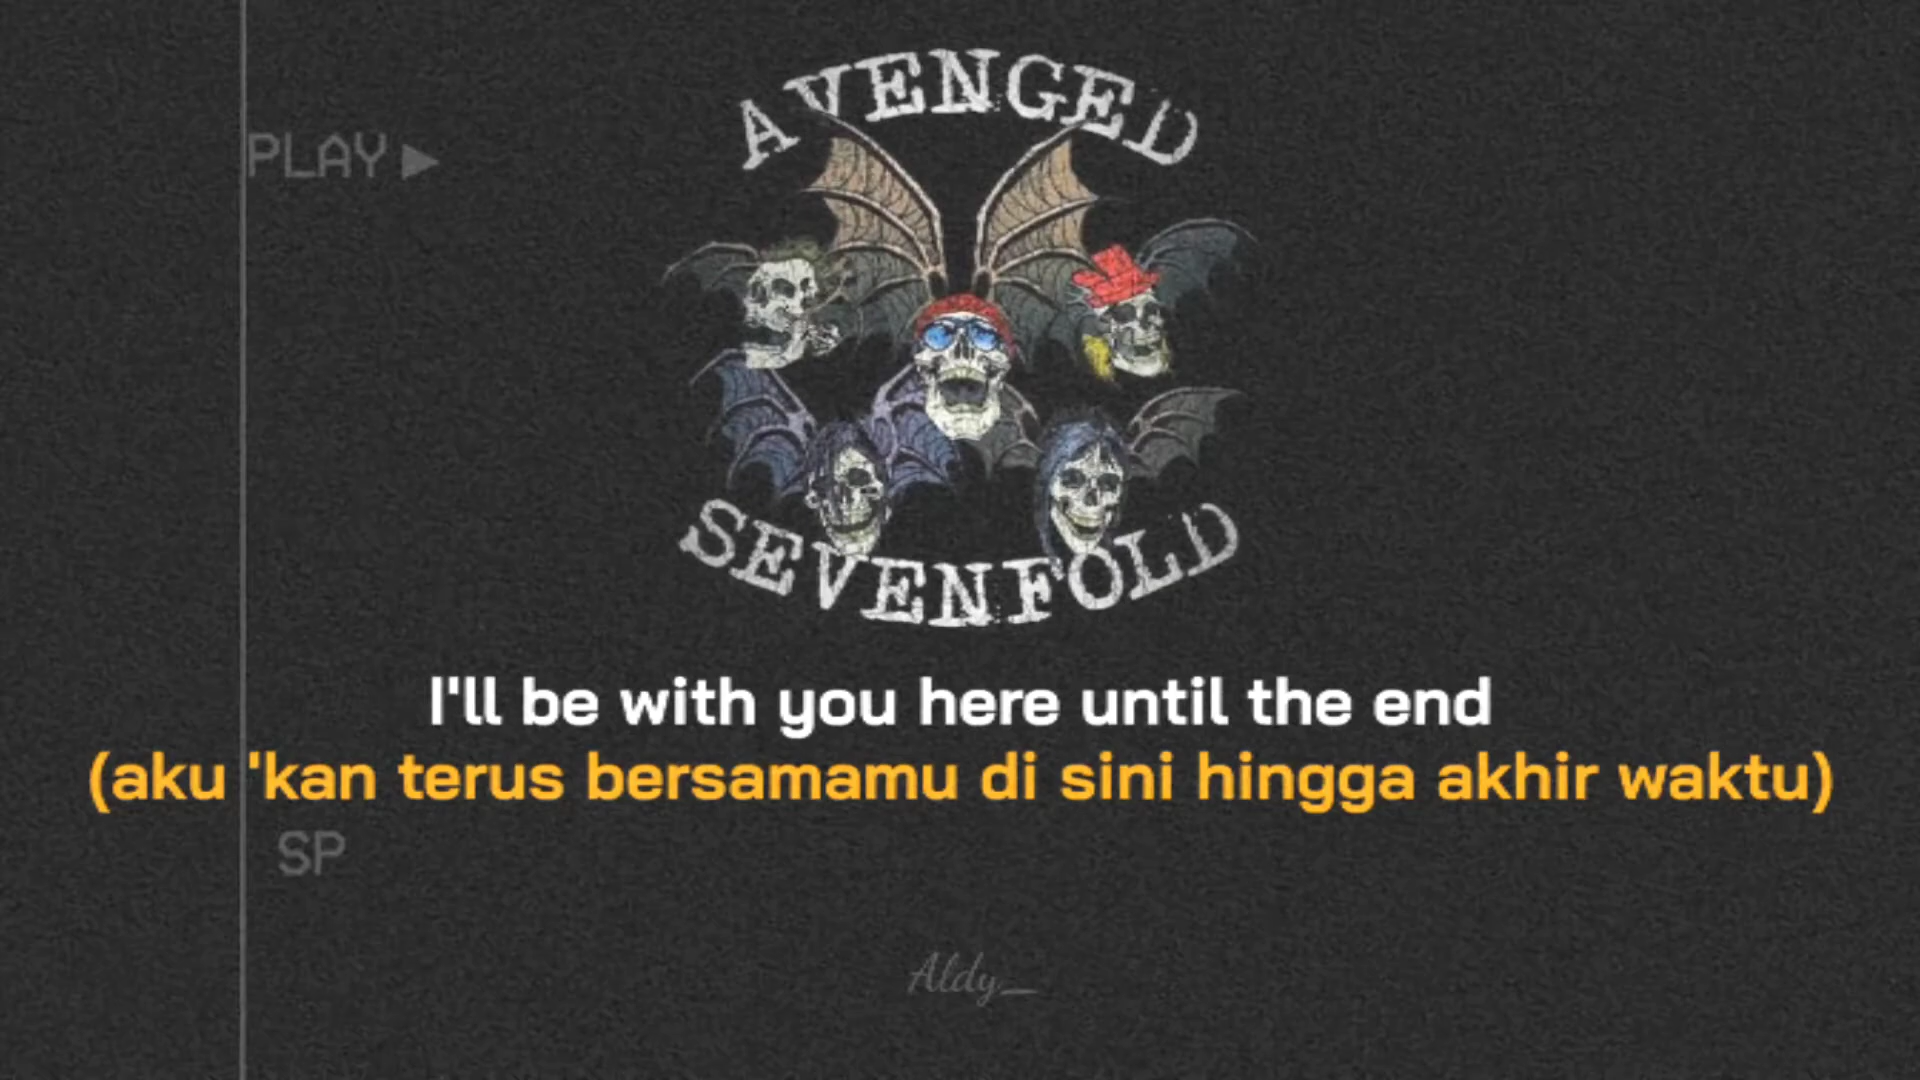 AVENGED
PLAY ▶
SEVENFOLD
I'll be with you here until the end
(aku 'kan terus bersamamu di sini hingga akhir waktu)
SP
Aldy_